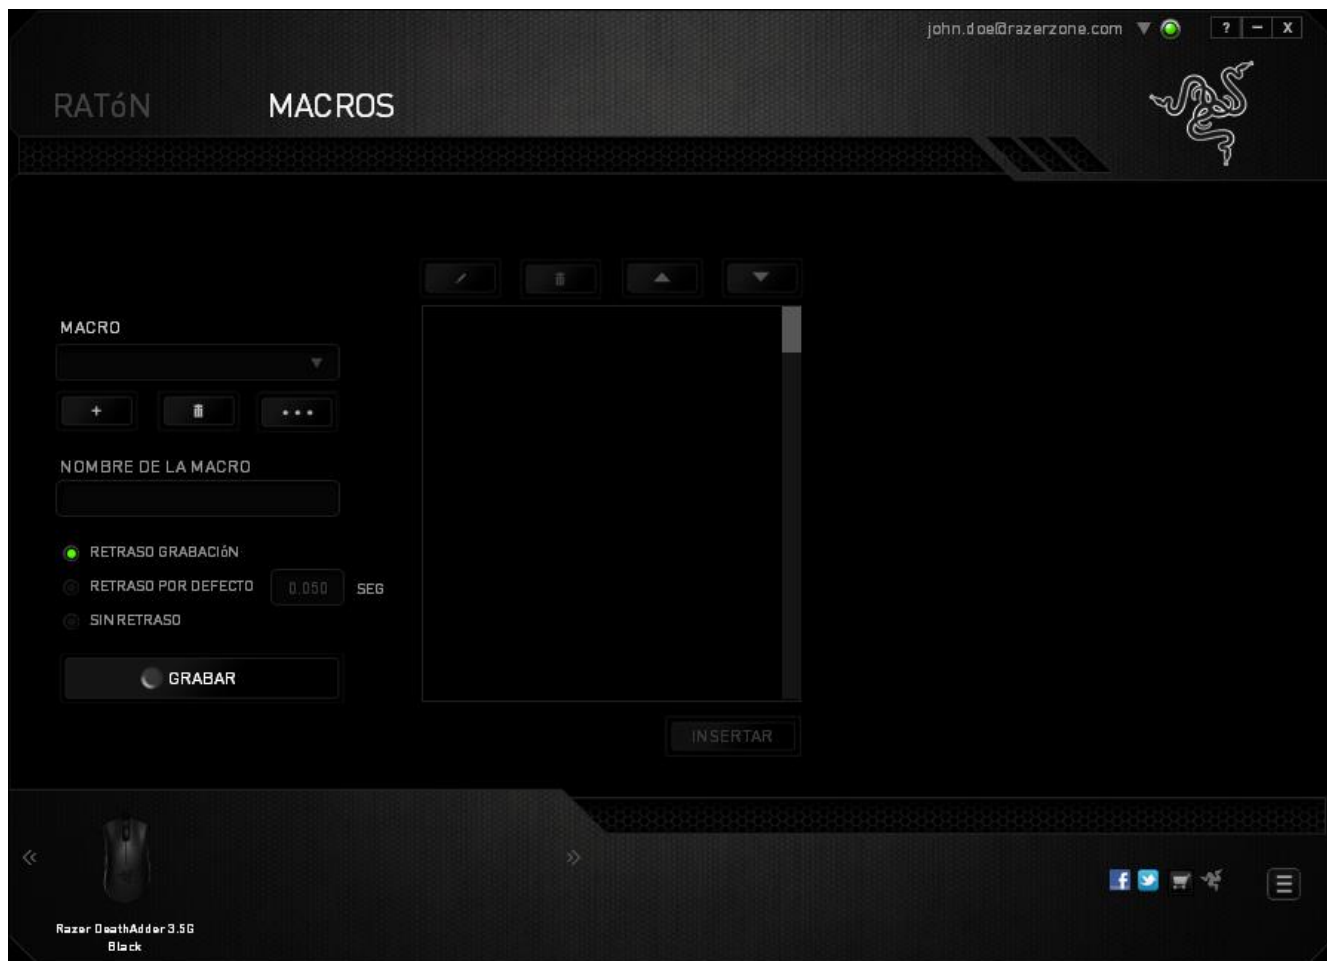 john.doe@razerzone.com
? – X
RATóN MACROS
MACRO
+ ...
NOMBRE DE LA MACRO
RETRASO GRABACIóN
RETRASO POR DEFECTO 0.050 SEG
SIN RETRASO
GRABAR
INSERTAR
Razer DeathAdder 3.5G
Black